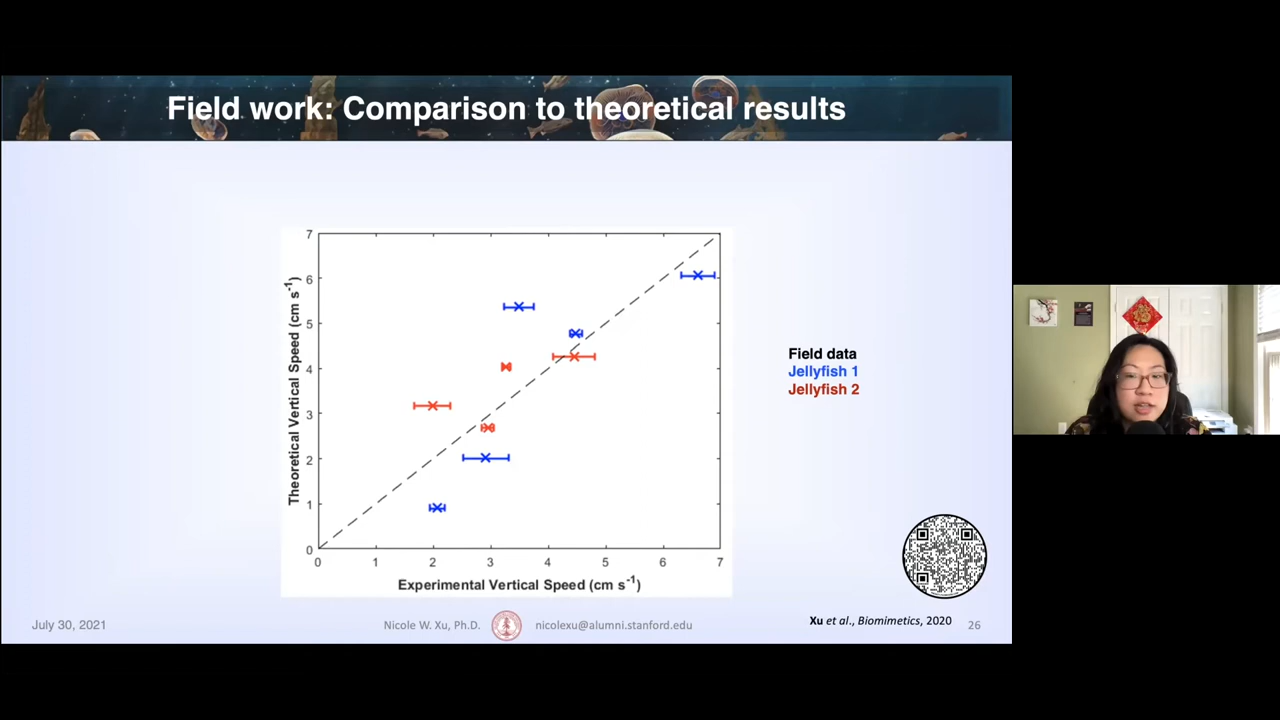 Field work: Comparison to theoretical results
7
6
5
4
3
2
1
0
Theoretical Vertical Speed (cm s⁻¹)
0 1 2 3 4 5 6 7
Experimental Vertical Speed (cm s⁻¹)
Field data
Jellyfish 1
Jellyfish 2
July 30, 2021
Nicole W. Xu, Ph.D.
nicolexu@alumni.stanford.edu
Xu et al., Biomimetics, 2020
26